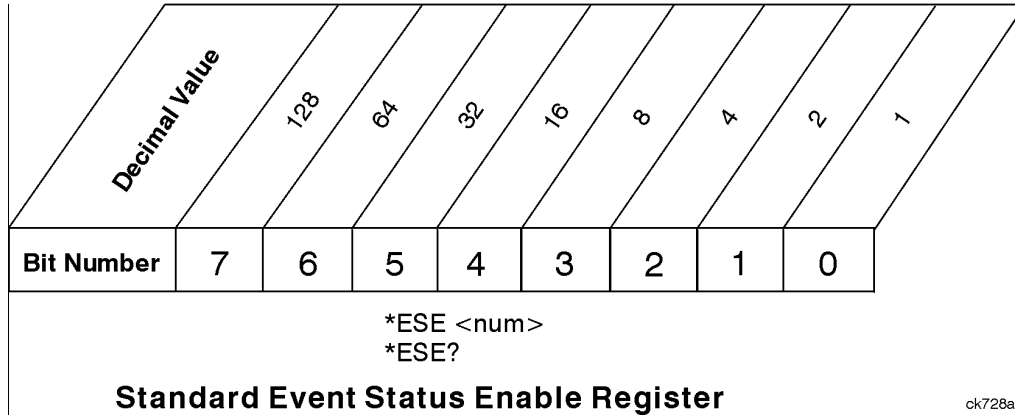 Decimal Value 128 64 32 16 8 4 2 1
Bit Number 7 6 5 4 3 2 1 0
*ESE <num>
*ESE?
Standard Event Status Enable Register
ck728a